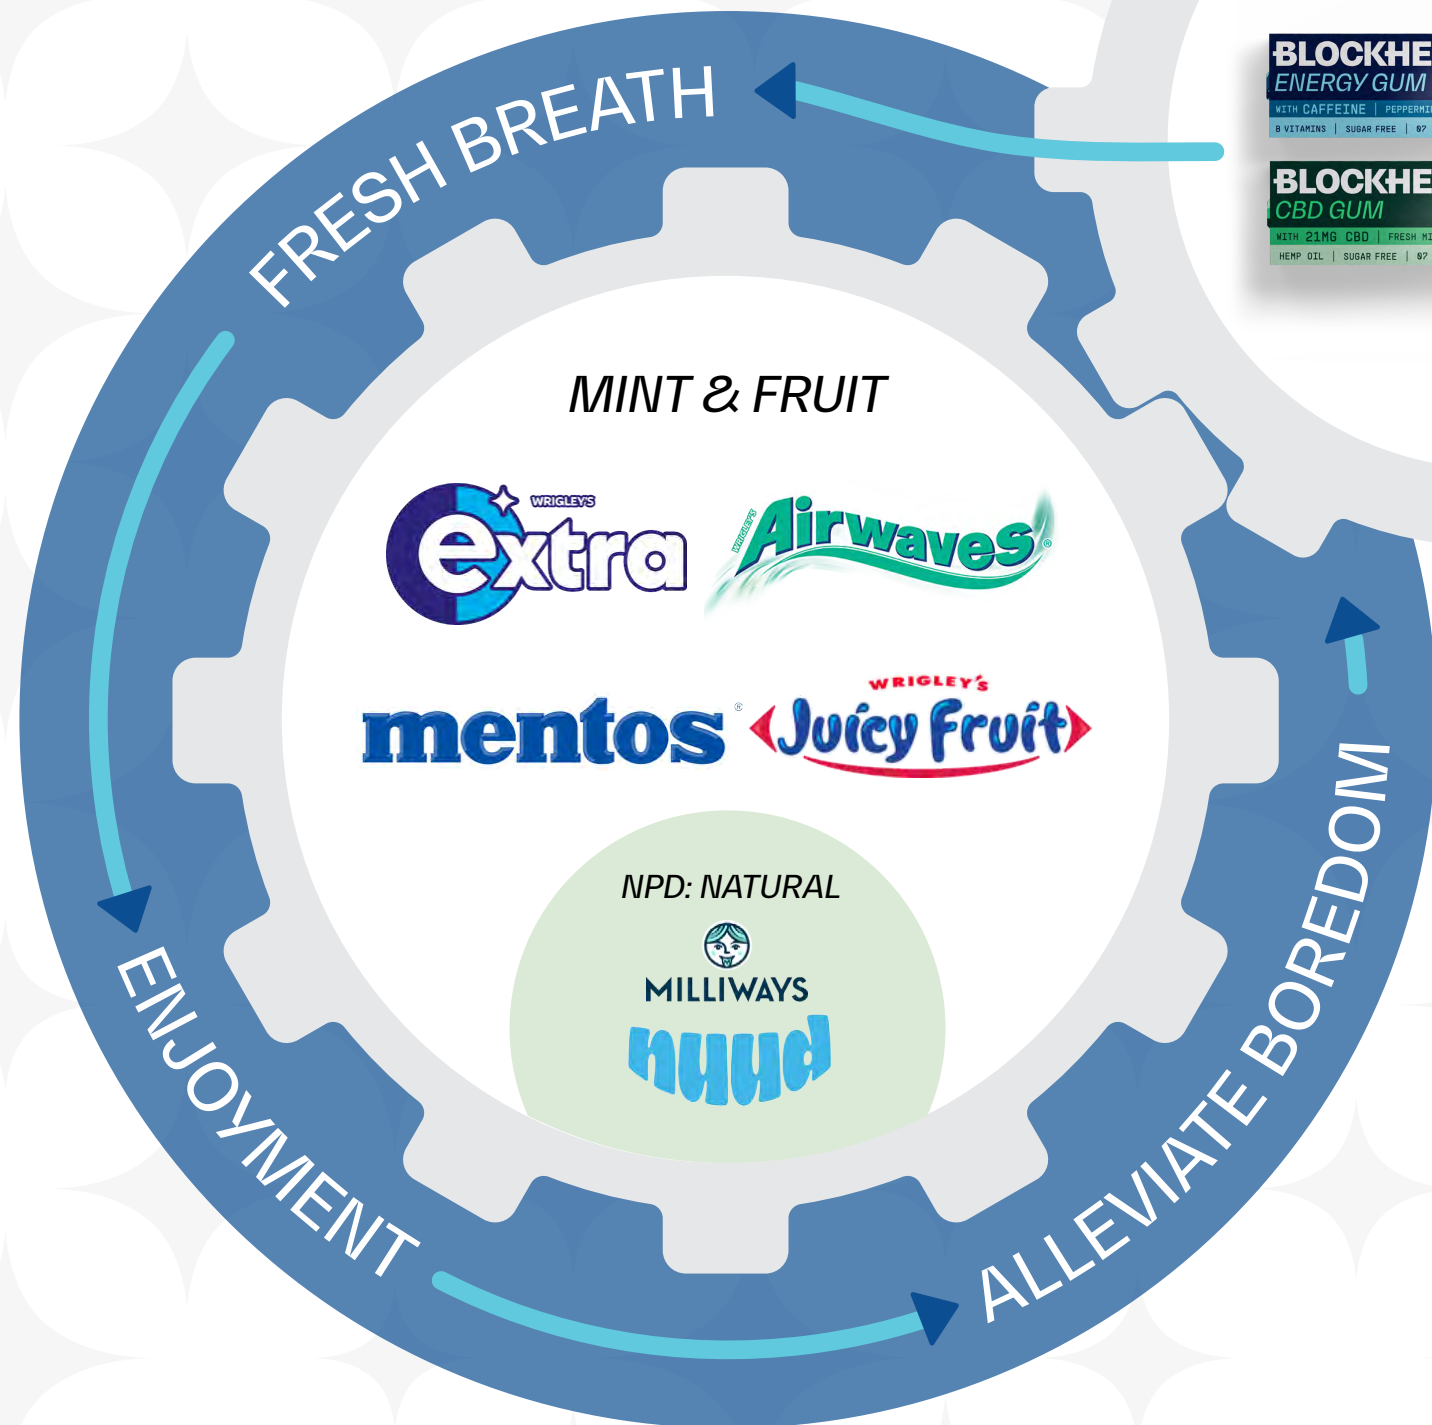 FRESH BREATH
BLOCKHE
ENERGY GUM
WITH CAFFEINE | PEPPERMI
B VITAMINS | SUGAR FREE | 07
BLOCKHE
CBD GUM
WITH 21MG CBD | FRESH MI
HEMP OIL | SUGAR FREE | 07
MINT & FRUIT
WRIGLEY'S
extra
WRIGLEY'S
Airwaves®
mentos®
WRIGLEY'S
Juicy Fruit
NPD: NATURAL
MILLIWAYS
nuud
ENJOYMENT
ALLEVIATE BOREDOM